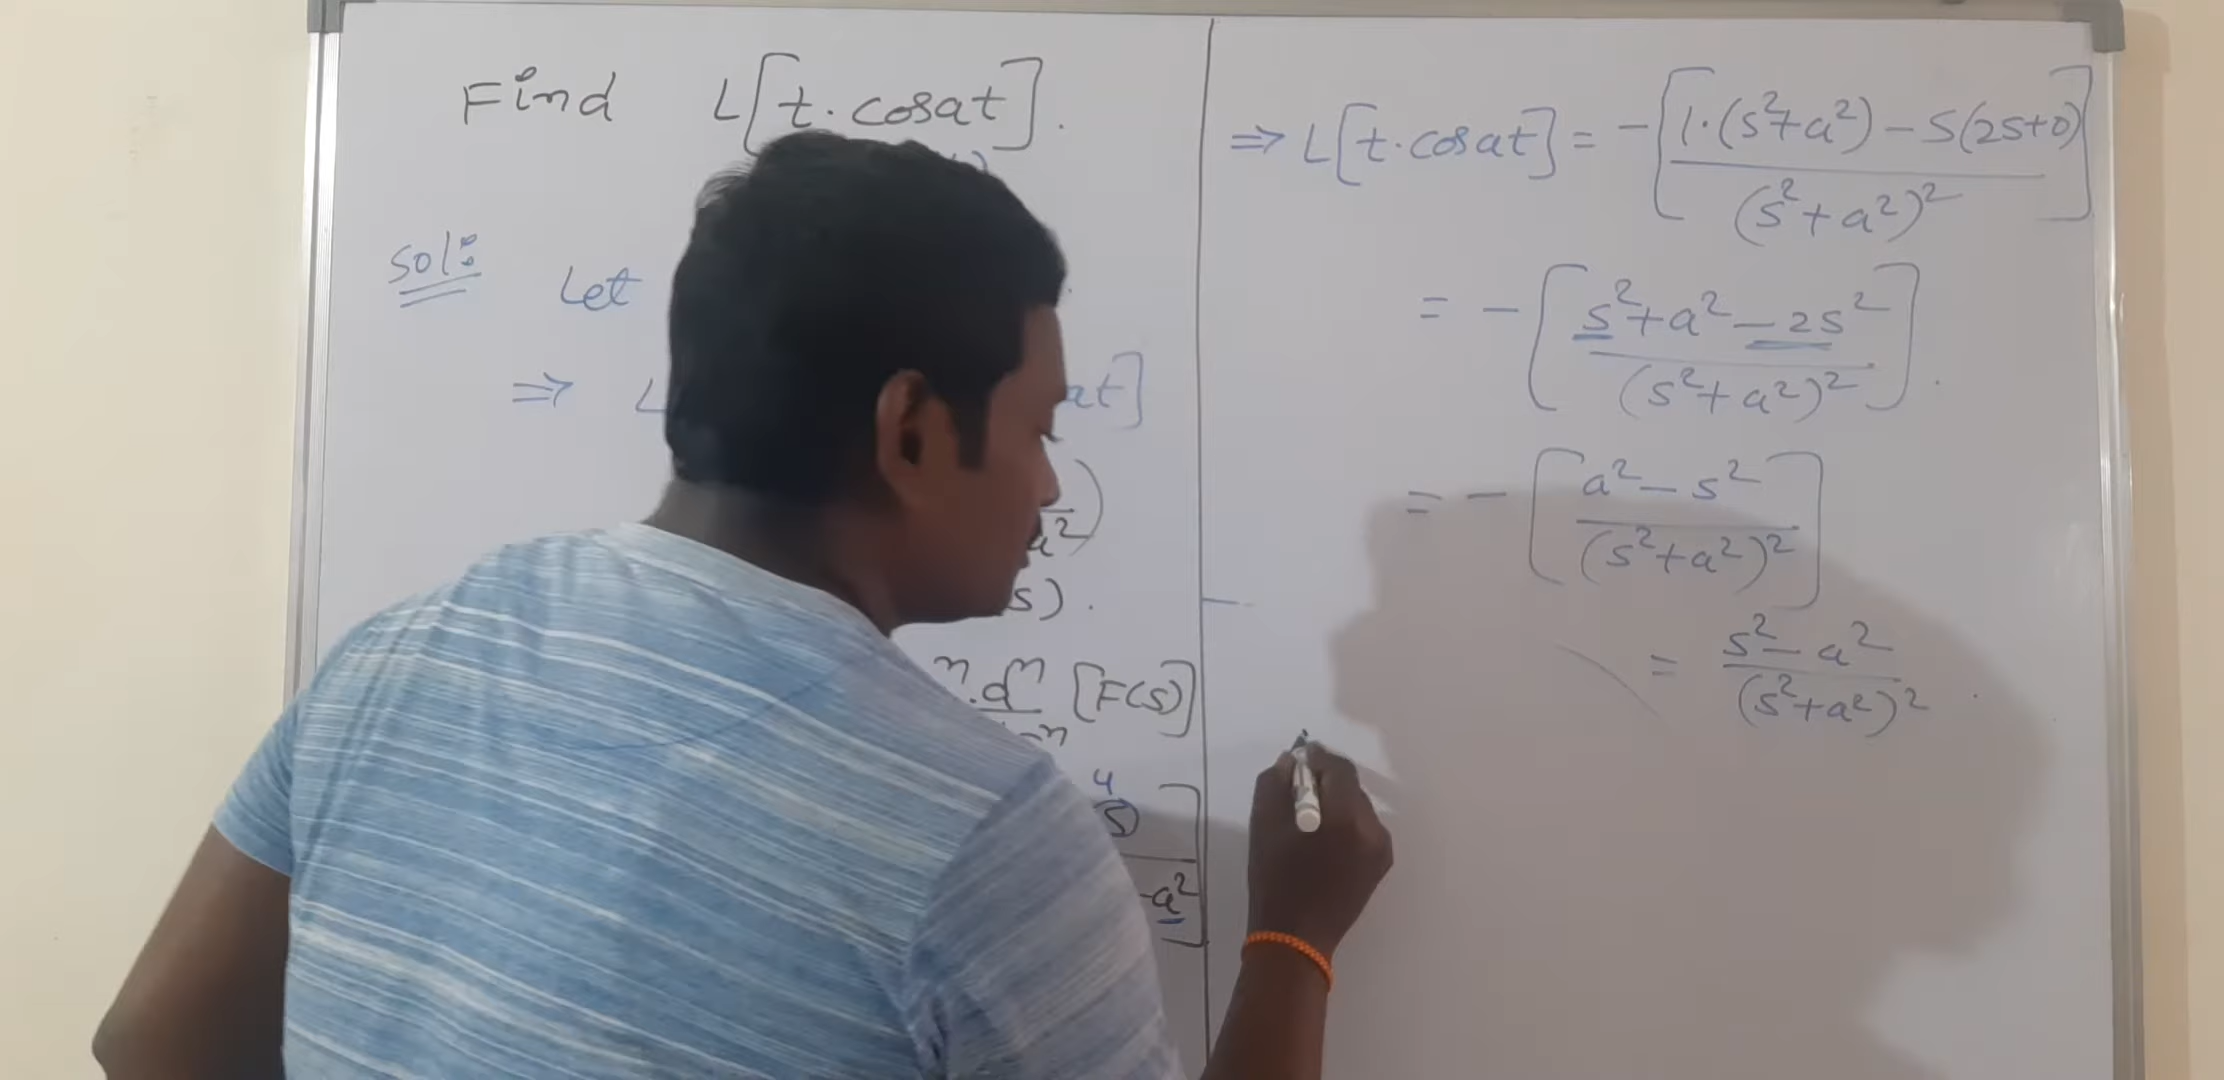 Find L[t.cosat].
Sol: Let
⇒ L at]
a²)
s).
n.dⁿ [F(s)]
n
u
s
a²
⇒ L[t.cosat] = -[1.(s²+a²)-s(2s+0)
(s²+a²)²]
= -[s²+a²-2s²
(s²+a²)²].
= -[a²-s²
(s²+a²)²]
= s²-a²
(s²+a²)².